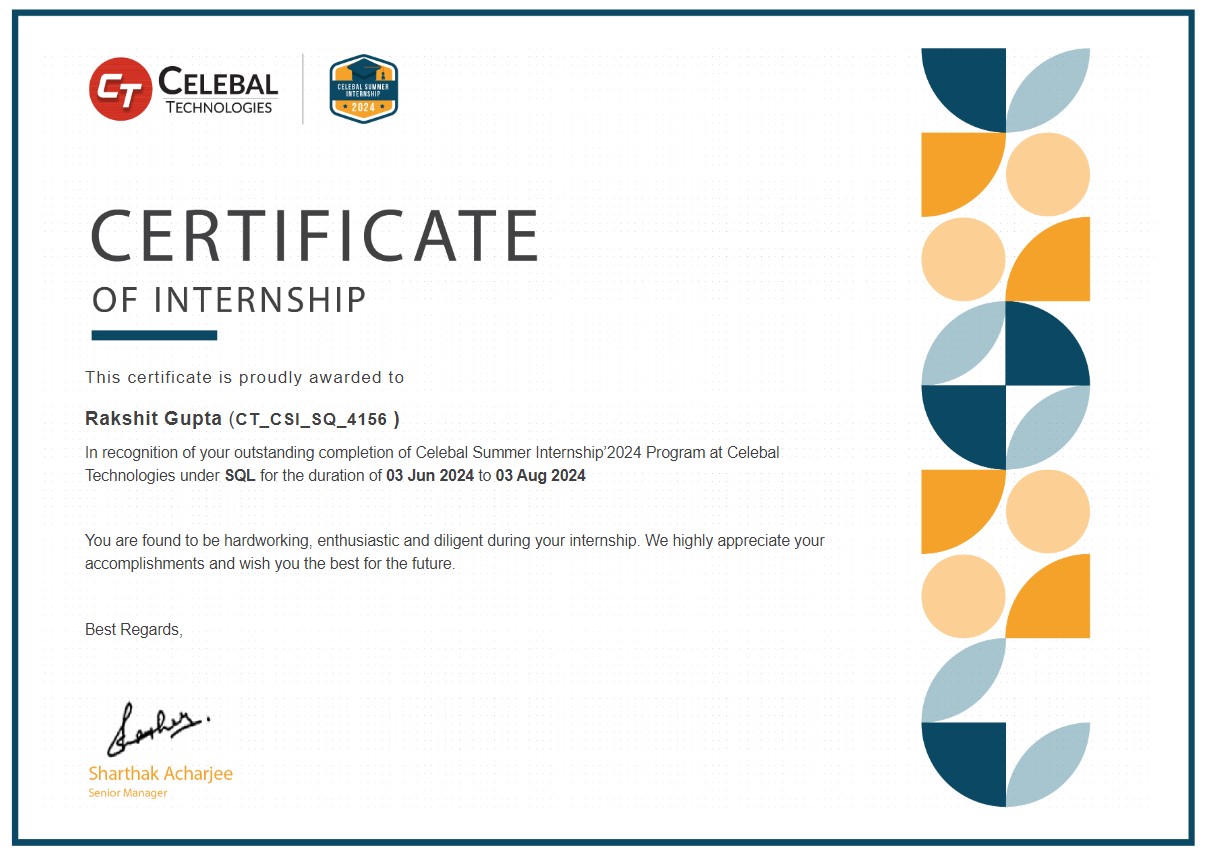 CT CELEBAL
TECHNOLOGIES
CELEBAL SUMMER
INTERNSHIP
2024
CERTIFICATE
OF INTERNSHIP
This certificate is proudly awarded to
Rakshit Gupta (CT_CSI_SQ_4156 )
In recognition of your outstanding completion of Celebal Summer Internship'2024 Program at Celebal
Technologies under SQL for the duration of 03 Jun 2024 to 03 Aug 2024
You are found to be hardworking, enthusiastic and diligent during your internship. We highly appreciate your
accomplishments and wish you the best for the future.
Best Regards,
Sharthak Acharjee
Senior Manager